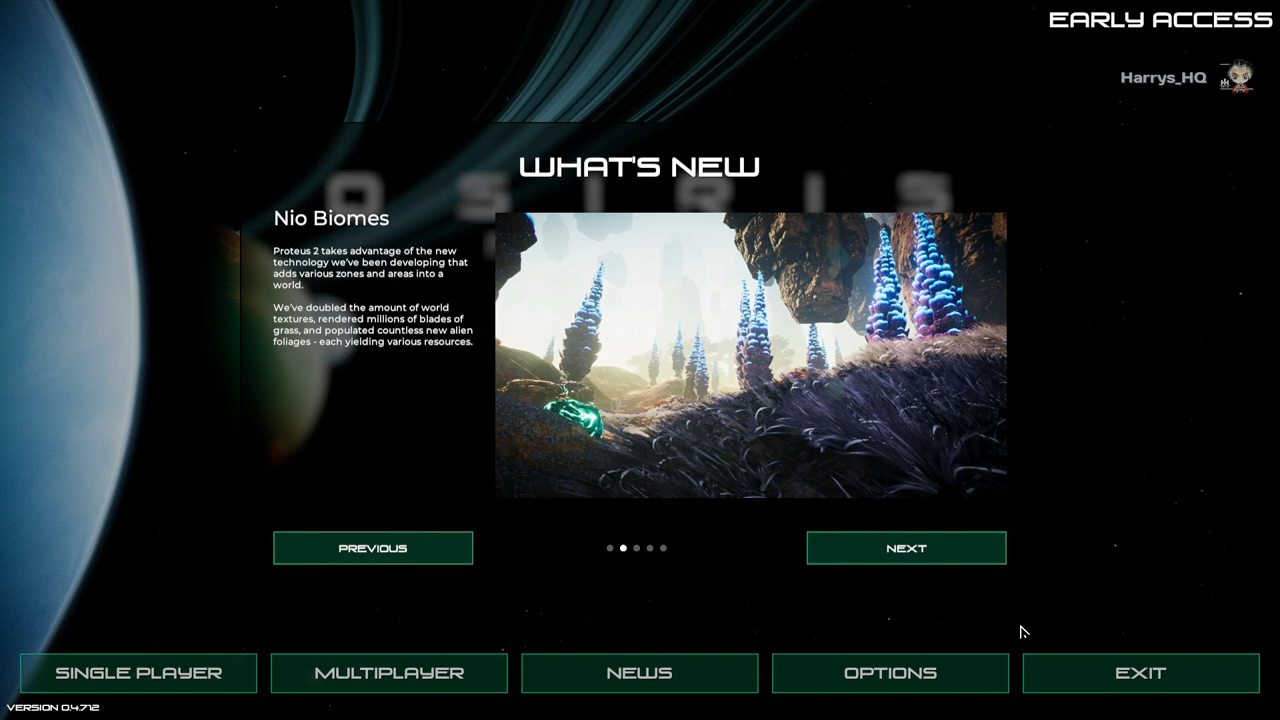 EARLY ACCESS
Harrys_HQ
WHAT'S NEW
OSIRIS
Nio Biomes
Proteus 2 takes advantage of the new
technology we've been developing that
adds various zones and areas into a
world.
We've doubled the amount of world
textures, rendered millions of blades of
grass, and populated countless new alien
foliages - each yielding various resources.
PREVIOUS
NEXT
SINGLE PLAYER
MULTIPLAYER
NEWS
OPTIONS
EXIT
VERSION 0.4.712